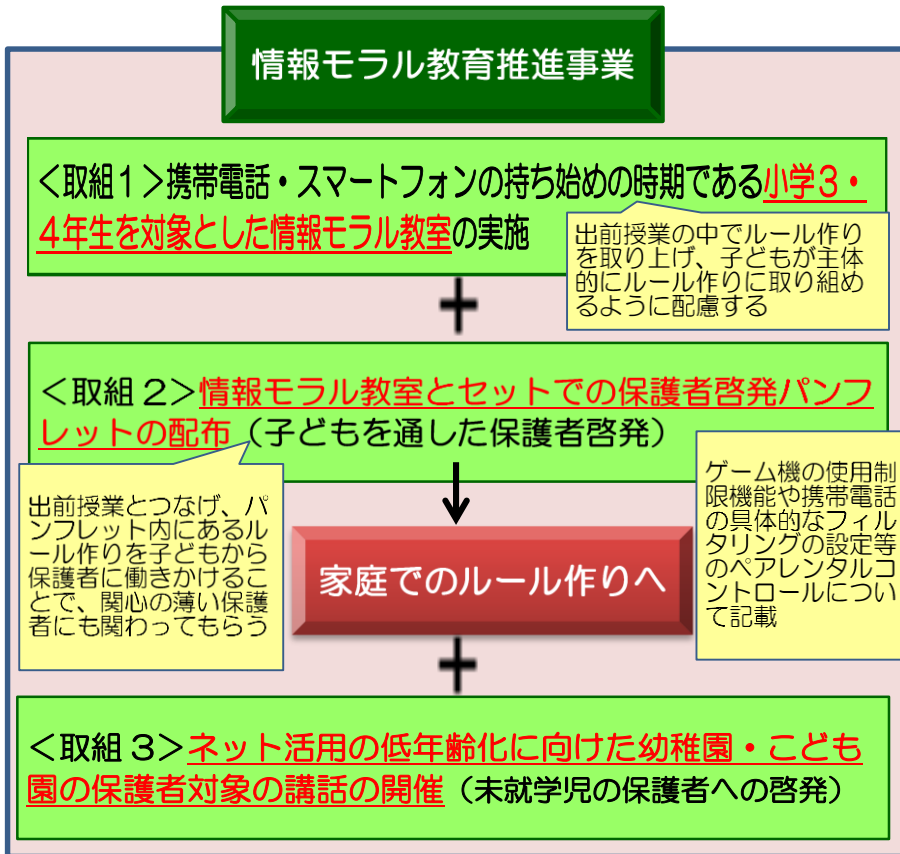 情報モラル教育推進事業
＜取組１＞携帯電話・スマートフォンの持ち始めの時期である小学３・
４年生を対象とした情報モラル教室の実施
出前授業の中でルール作り
を取り上げ、子どもが主体
的にルール作りに取り組め
るように配慮する
＋
＜取組２＞情報モラル教室とセットでの保護者啓発パンフ
レットの配布（子どもを通した保護者啓発）
出前授業とつなげ、パ
ンフレット内にあるル
ール作りを子どもから
保護者に働きかけるこ
とで、関心の薄い保護
者にも関わってもらう
ゲーム機の使用制
限機能や携帯電話
の具体的なフィル
タリングの設定等
のペアレンタルコ
ントロールについ
て記載
家庭でのルール作りへ
＋
＜取組３＞ネット活用の低年齢化に向けた幼稚園・こども
園の保護者対象の講話の開催（未就学児の保護者への啓発）